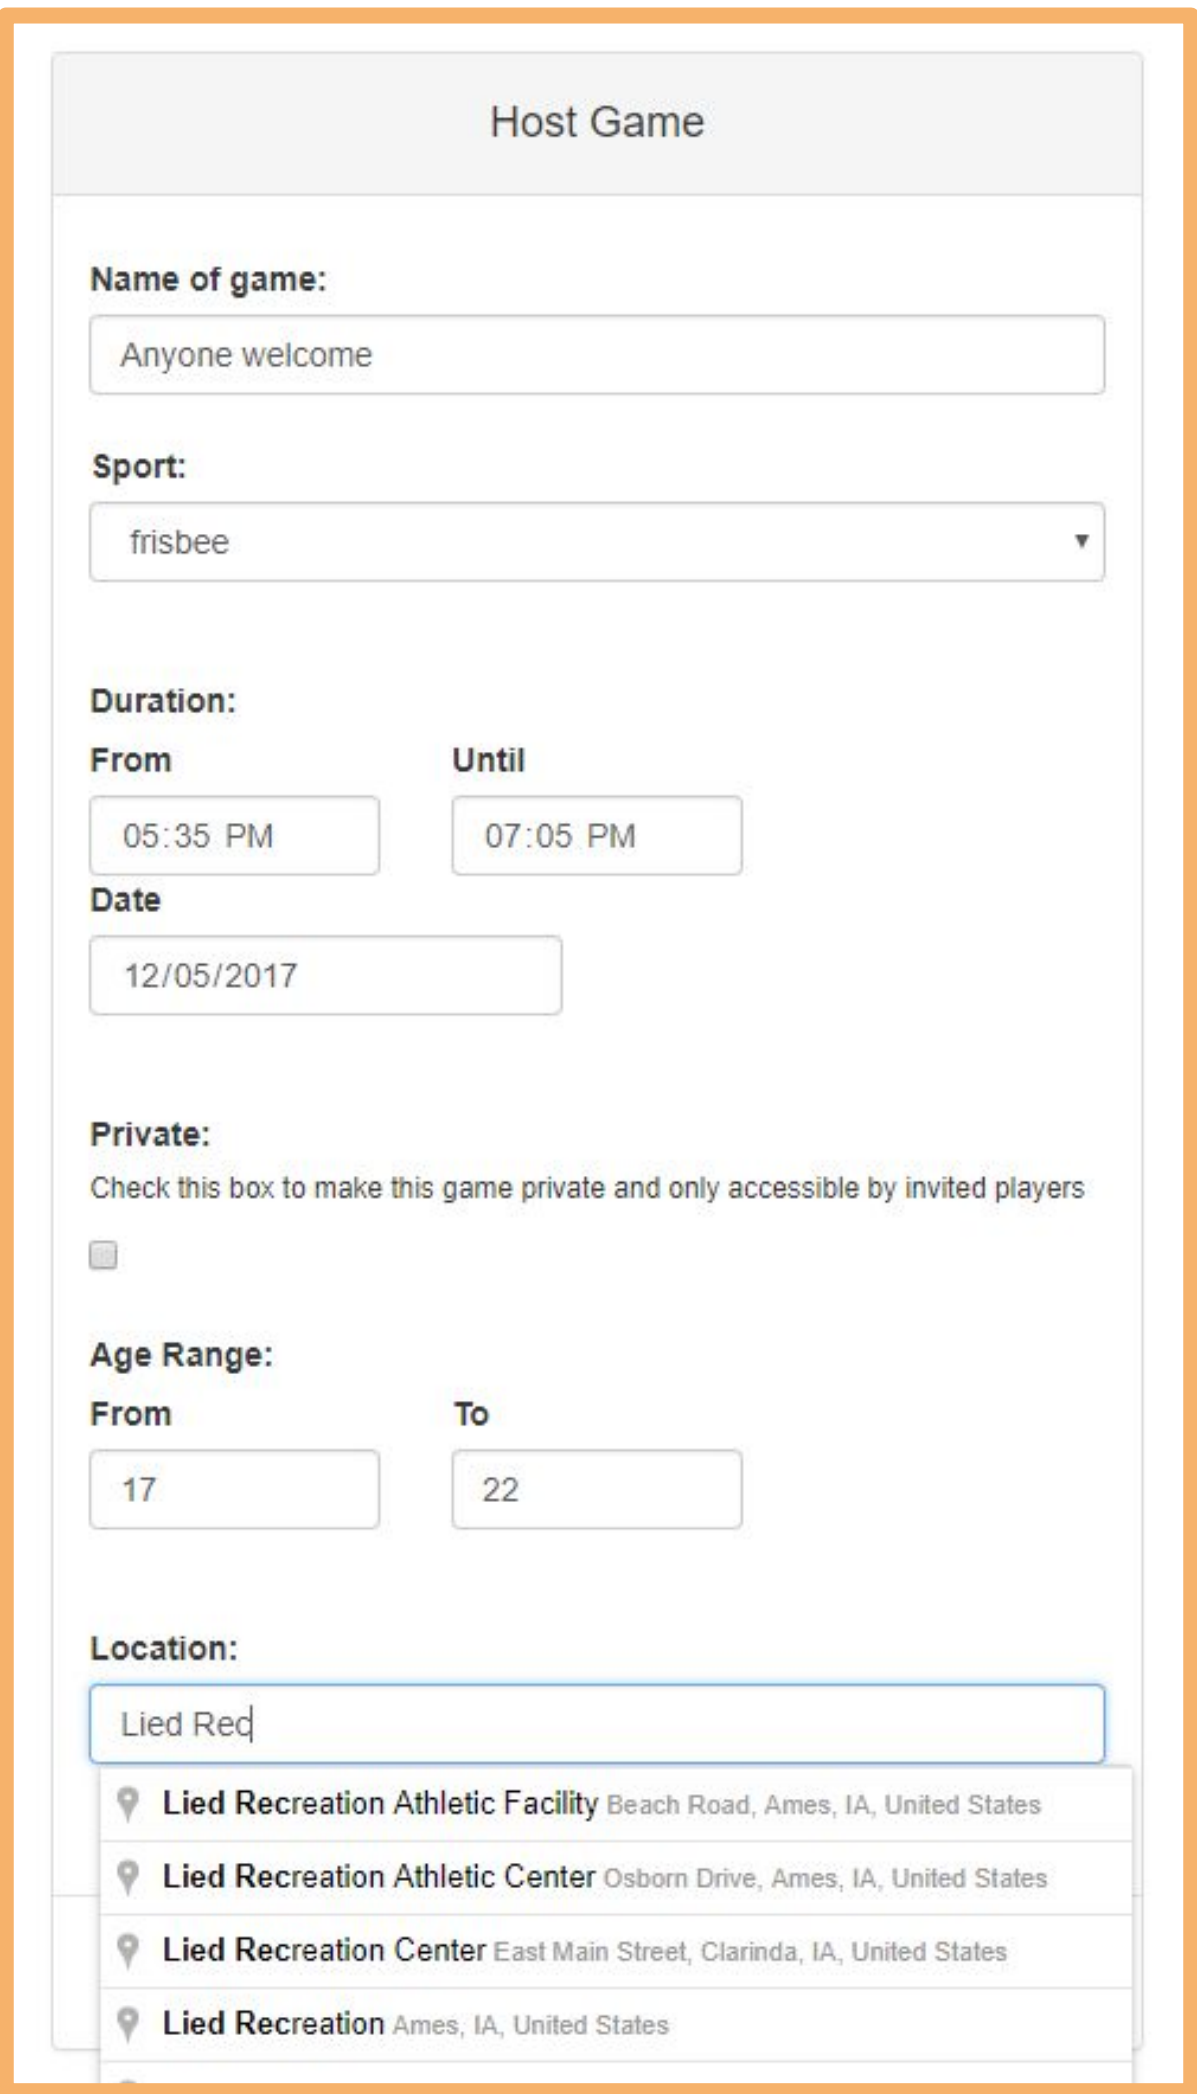 Host Game
Name of game:
Anyone welcome
Sport:
frisbee
Duration:
From Until
05:35 PM 07:05 PM
Date
12/05/2017
Private:
Check this box to make this game private and only accessible by invited players
Age Range:
From To
17 22
Location:
Lied Rec
Lied Recreation Athletic Facility Beach Road, Ames, IA, United States
Lied Recreation Athletic Center Osborn Drive, Ames, IA, United States
Lied Recreation Center East Main Street, Clarinda, IA, United States
Lied Recreation Ames, IA, United States